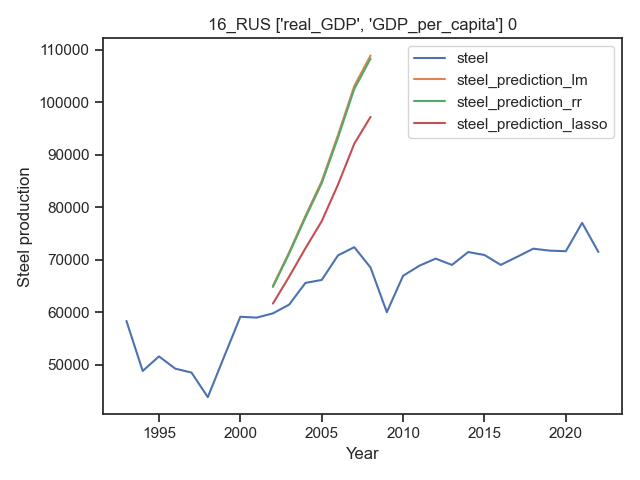 16_RUS ['real_GDP', 'GDP_per_capita'] 0
110000
100000
90000
80000
70000
60000
50000
Steel production
steel
steel_prediction_lm
steel_prediction_rr
steel_prediction_lasso
1995
2000
2005
2010
2015
2020
Year